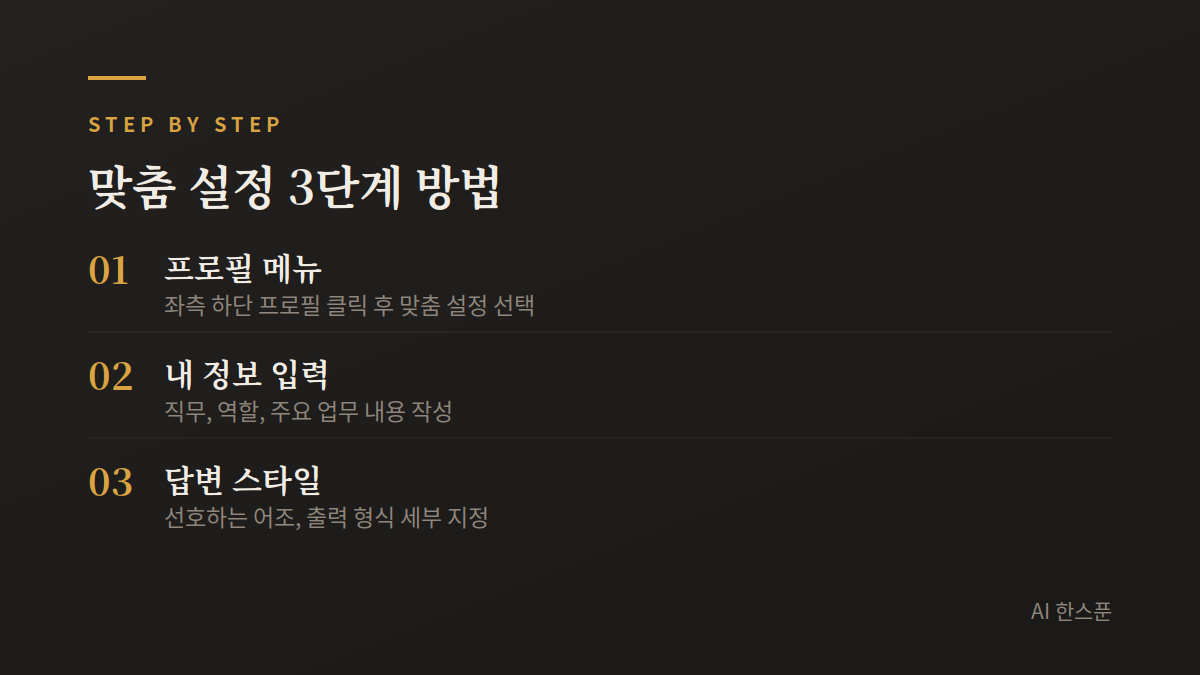 STEP BY STEP
맞춤 설정 3단계 방법
01 프로필 메뉴
좌측 하단 프로필 클릭 후 맞춤 설정 선택
02 내 정보 입력
직무, 역할, 주요 업무 내용 작성
03 답변 스타일
선호하는 어조, 출력 형식 세부 지정
AI 한스푼